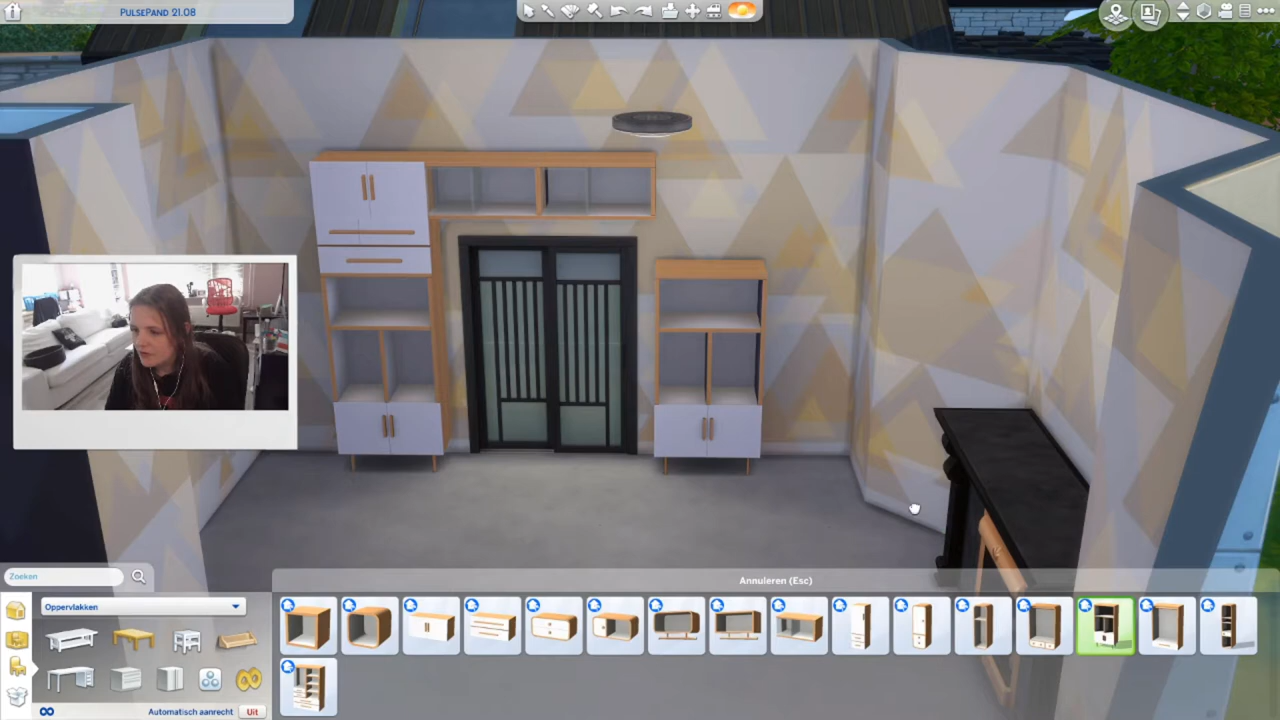 PulsePand 21.08
Annuleren (Esc)
Zoeken
Oppervlakken
Automatisch aanrecht
Uit